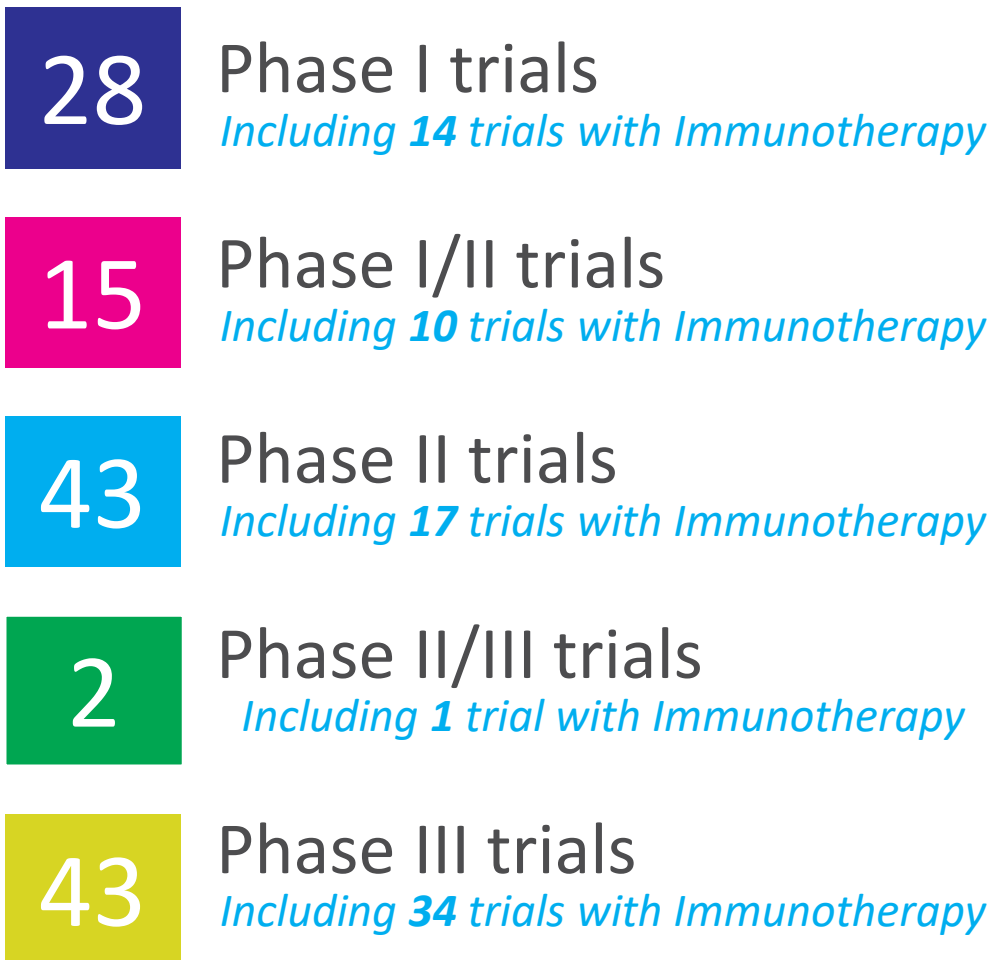 28
Phase I trials
Including 14 trials with Immunotherapy
15
Phase I/II trials
Including 10 trials with Immunotherapy
43
Phase II trials
Including 17 trials with Immunotherapy
2
Phase II/III trials
Including 1 trial with Immunotherapy
43
Phase III trials
Including 34 trials with Immunotherapy